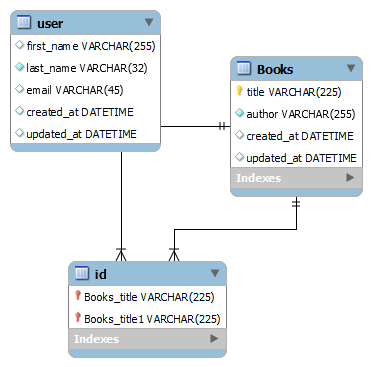 user
first_name VARCHAR(255)
last_name VARCHAR(32)
email VARCHAR(45)
created_at DATETIME
updated_at DATETIME
Books
title VARCHAR(225)
author VARCHAR(255)
created_at DATETIME
updated_at DATETIME
Indexes
id
Books_title VARCHAR(225)
Books_title1 VARCHAR(225)
Indexes